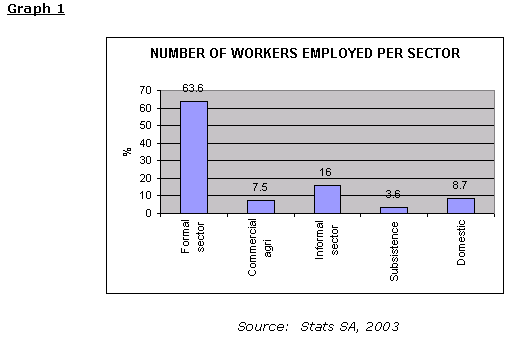 Graph 1
NUMBER OF WORKERS EMPLOYED PER SECTOR
%
70
60
50
40
30
20
10
0
63.6
7.5
16
3.6
8.7
Formal
sector
Commercial
agri
Informal
sector
Subsistence
Domestic
Source: Stats SA, 2003